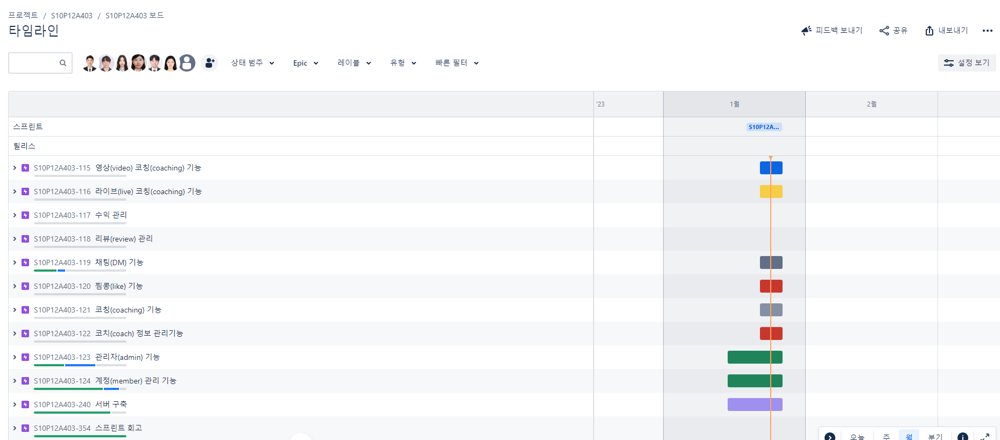 프로젝트 / S10P12A403 / S10P12A403 보드
타임라인
피드백 보내기 공유 내보내기
상태 범주 Epic 레이블 유형 빠른 필터 설정 보기
'23 1월 2월
스프린트 S10P12A...
릴리스
S10P12A403-115 영상(video) 코칭(coaching) 기능
S10P12A403-116 라이브(live) 코칭(coaching) 기능
S10P12A403-117 수익 관리
S10P12A403-118 리뷰(review) 관리
S10P12A403-119 채팅(DM) 기능
S10P12A403-120 찜콩(like) 기능
S10P12A403-121 코칭(coaching) 기능
S10P12A403-122 코치(coach) 정보 관리기능
S10P12A403-123 관리자(admin) 기능
S10P12A403-124 계정(member) 관리 기능
S10P12A403-240 서버 구축
S10P12A403-354 스프린트 회고
오늘 주 월 분기